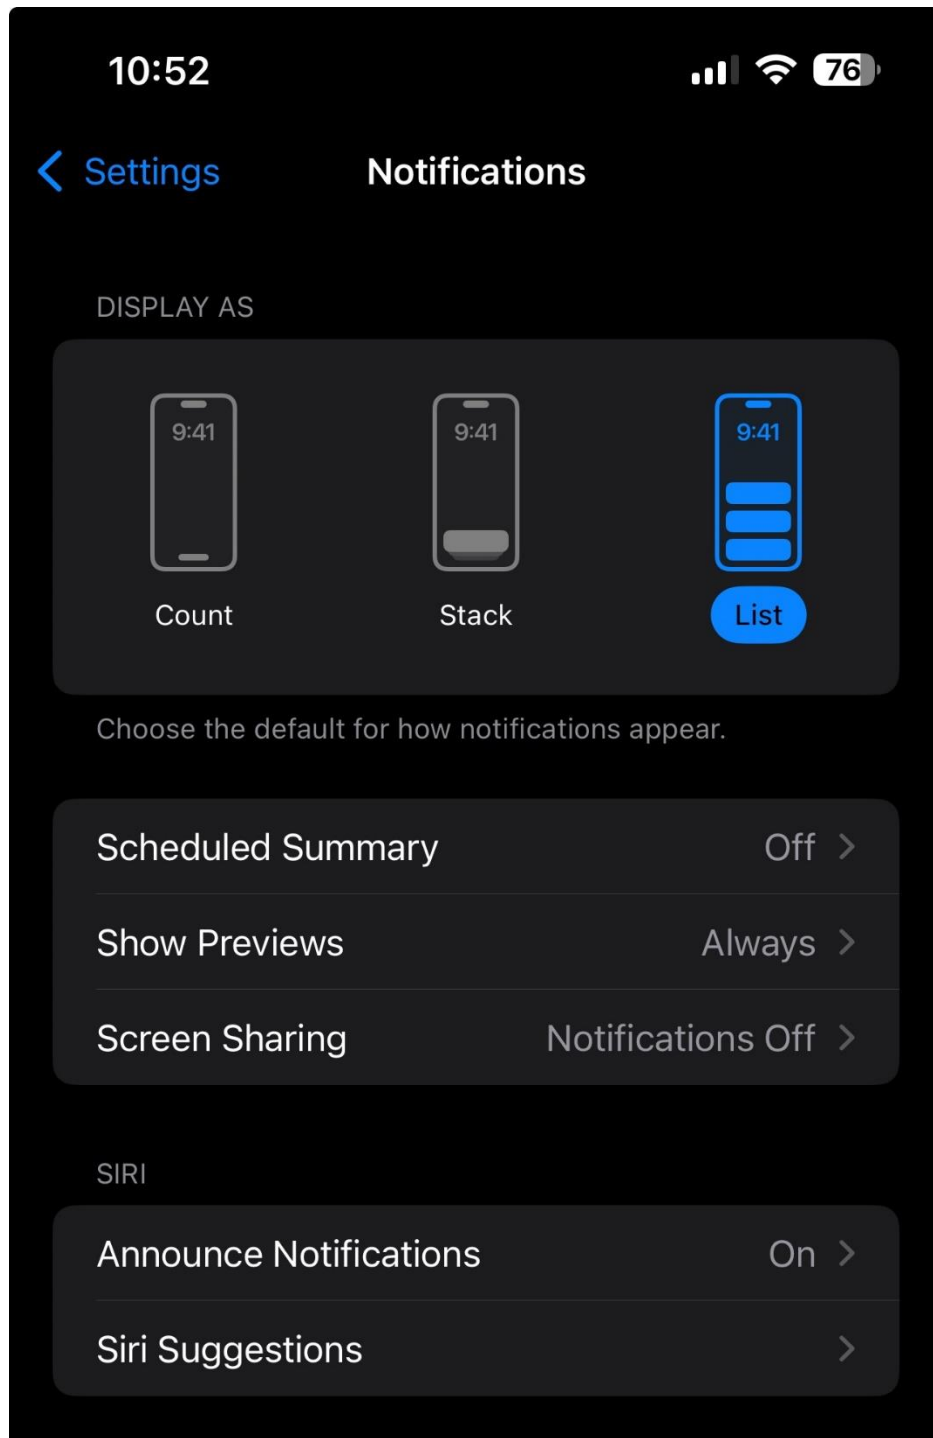 10:52 76
Settings Notifications
DISPLAY AS
9:41 9:41 9:41
Count Stack List
Choose the default for how notifications appear.
Scheduled Summary Off
Show Previews Always
Screen Sharing Notifications Off
SIRI
Announce Notifications On
Siri Suggestions